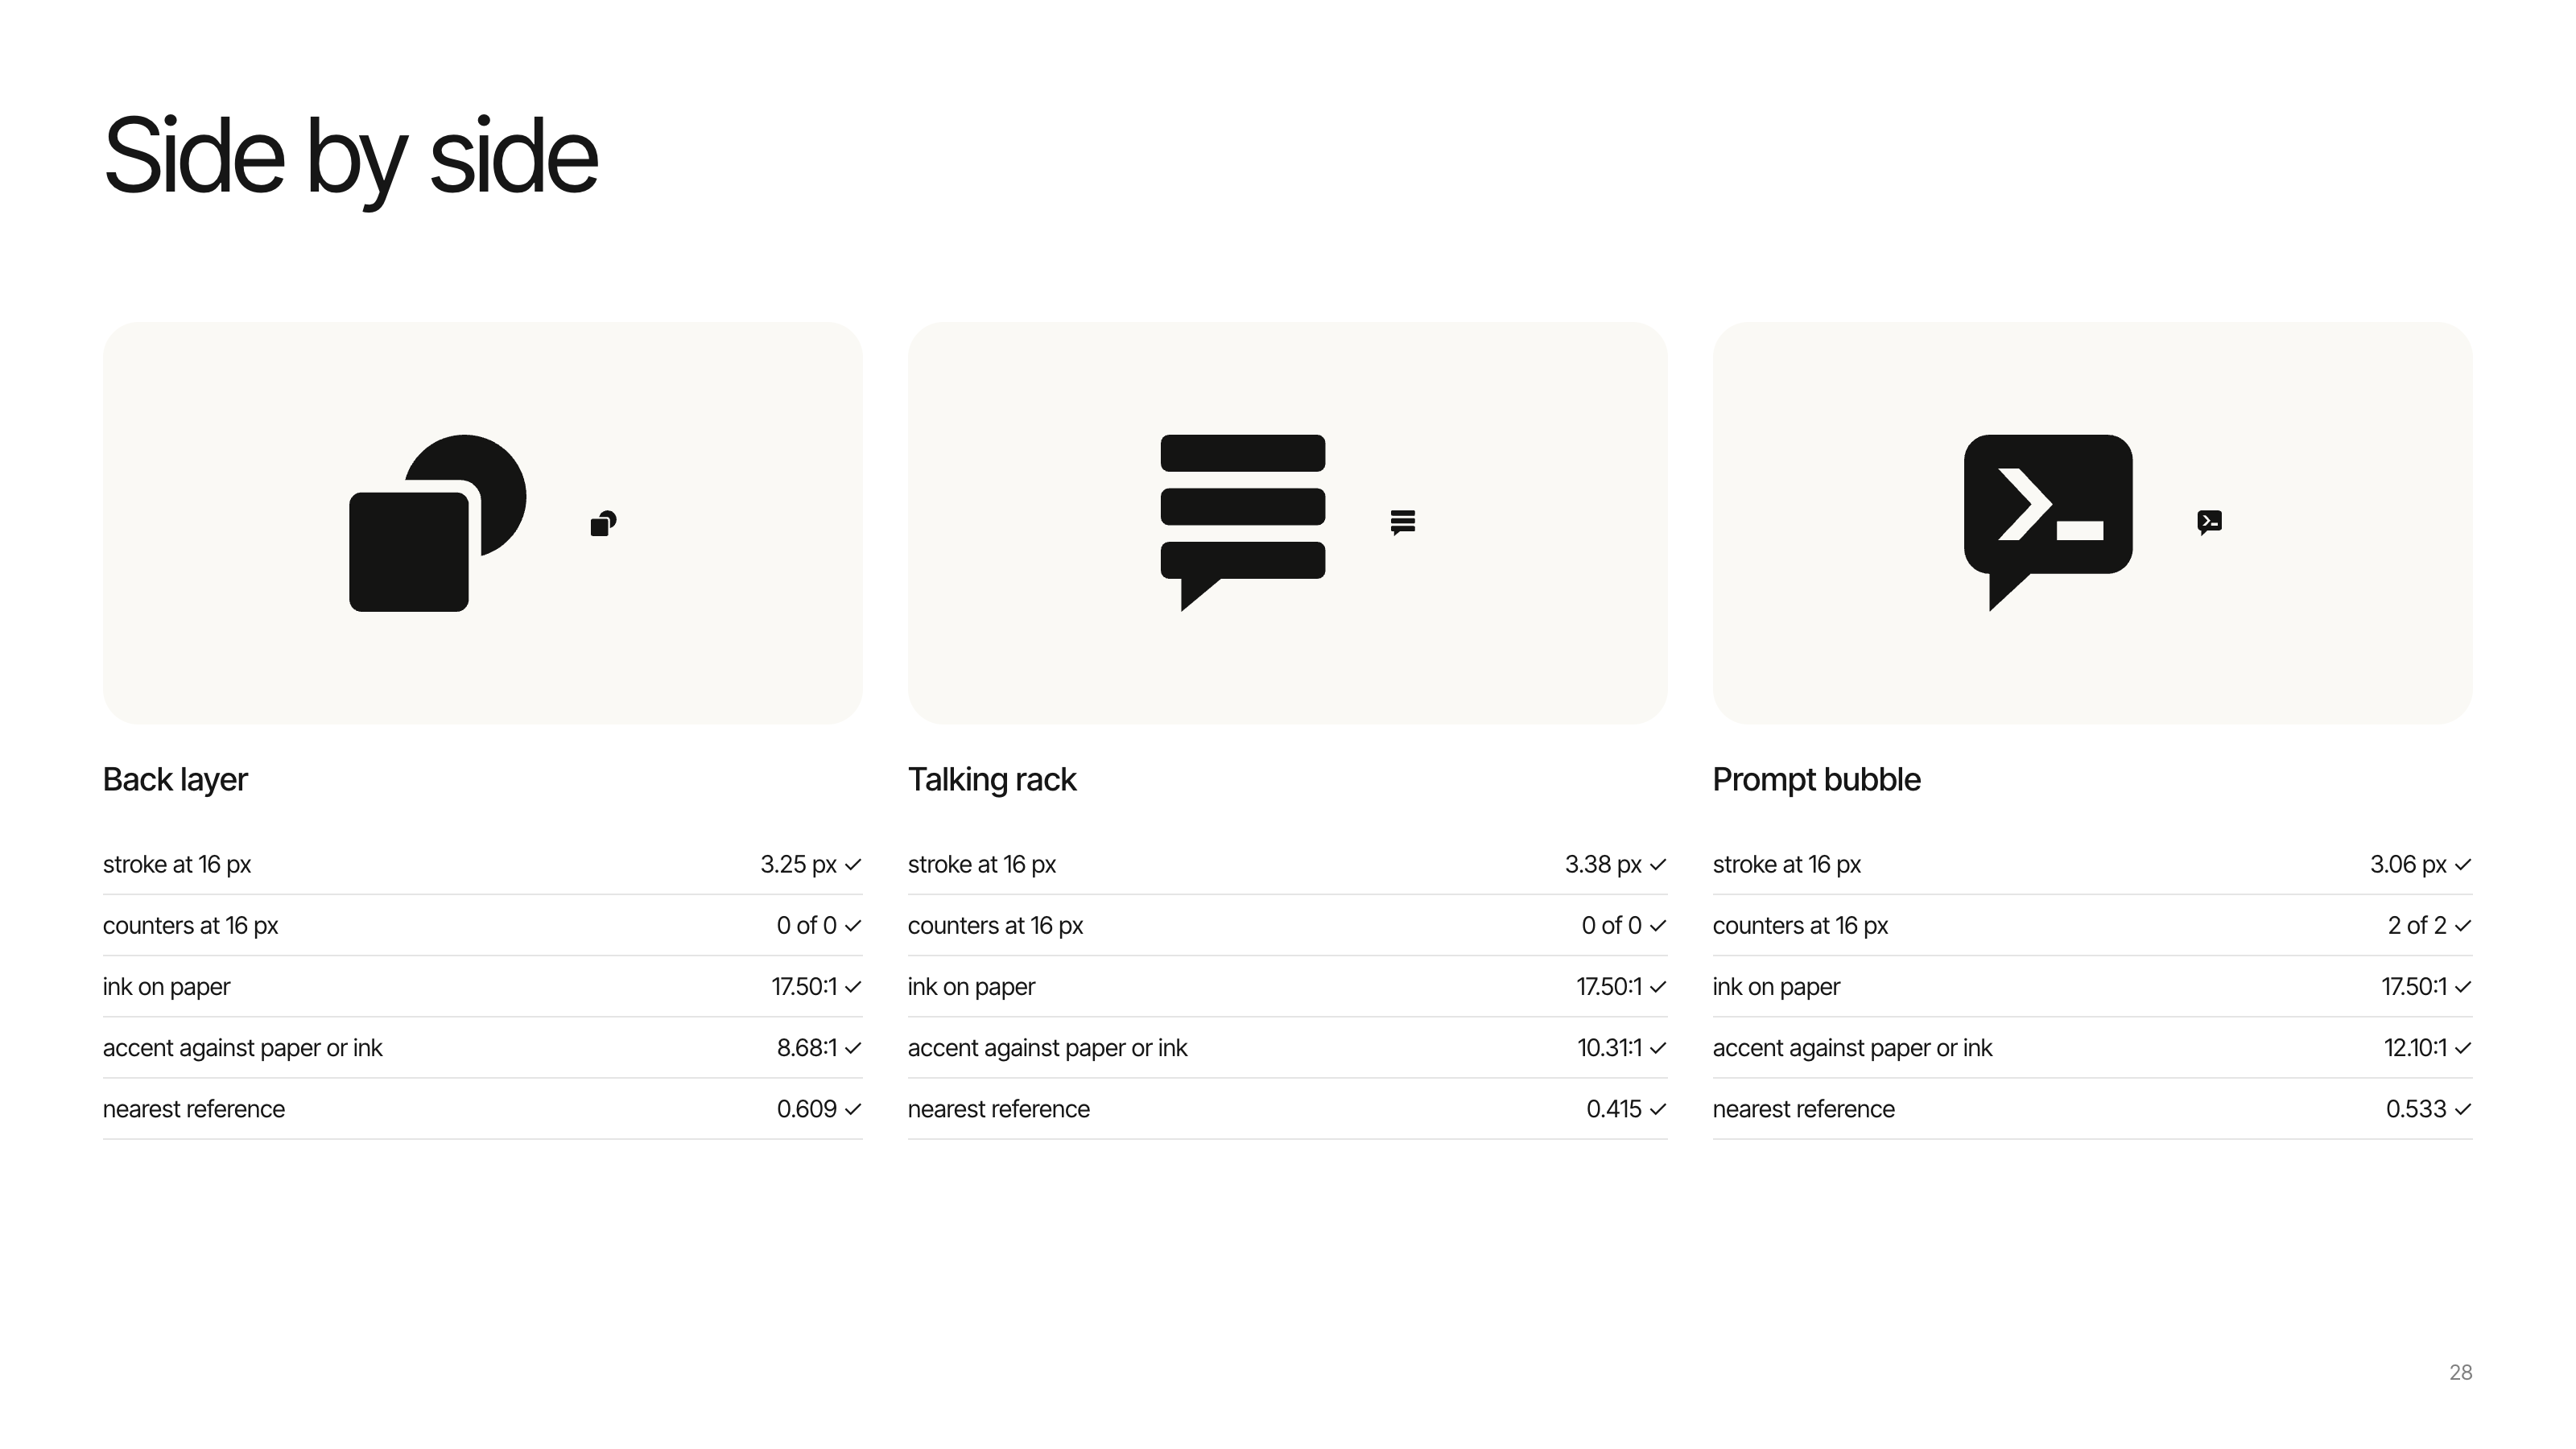 Side by side
Back layer
stroke at 16 px 3.25 px ✓
counters at 16 px 0 of 0 ✓
ink on paper 17.50:1 ✓
accent against paper or ink 8.68:1 ✓
nearest reference 0.609 ✓
Talking rack
stroke at 16 px 3.38 px ✓
counters at 16 px 0 of 0 ✓
ink on paper 17.50:1 ✓
accent against paper or ink 10.31:1 ✓
nearest reference 0.415 ✓
Prompt bubble
stroke at 16 px 3.06 px ✓
counters at 16 px 2 of 2 ✓
ink on paper 17.50:1 ✓
accent against paper or ink 12.10:1 ✓
nearest reference 0.533 ✓
28